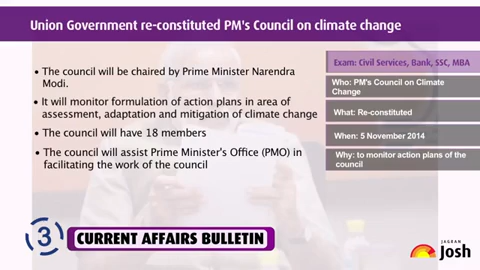 Union Government re-constituted PM's Council on climate change
• The council will be chaired by Prime Minister Narendra
Modi.
• It will monitor formulation of action plans in area of
assessment, adaptation and mitigation of climate change
• The council will have 18 members
• The council will assist Prime Minister's Office (PMO) in
facilitating the work of the council
Exam: Civil Services, Bank, SSC, MBA
Who: PM's Council on Climate
Change
What: Re-constituted
When: 5 November 2014
Why: to monitor action plans of the
council
3 CURRENT AFFAIRS BULLETIN
JAGRAN
Josh